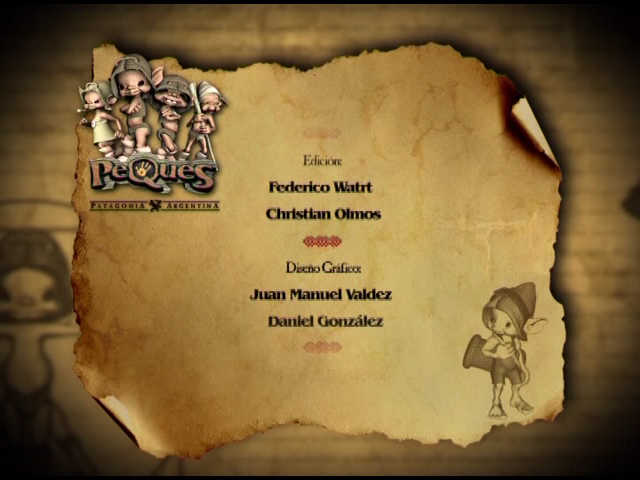 PeQues
PATAGONIA ARGENTINA
Edición:
Federico Watrt
Christian Olmos
Diseño Gráfico:
Juan Manuel Valdez
Daniel González